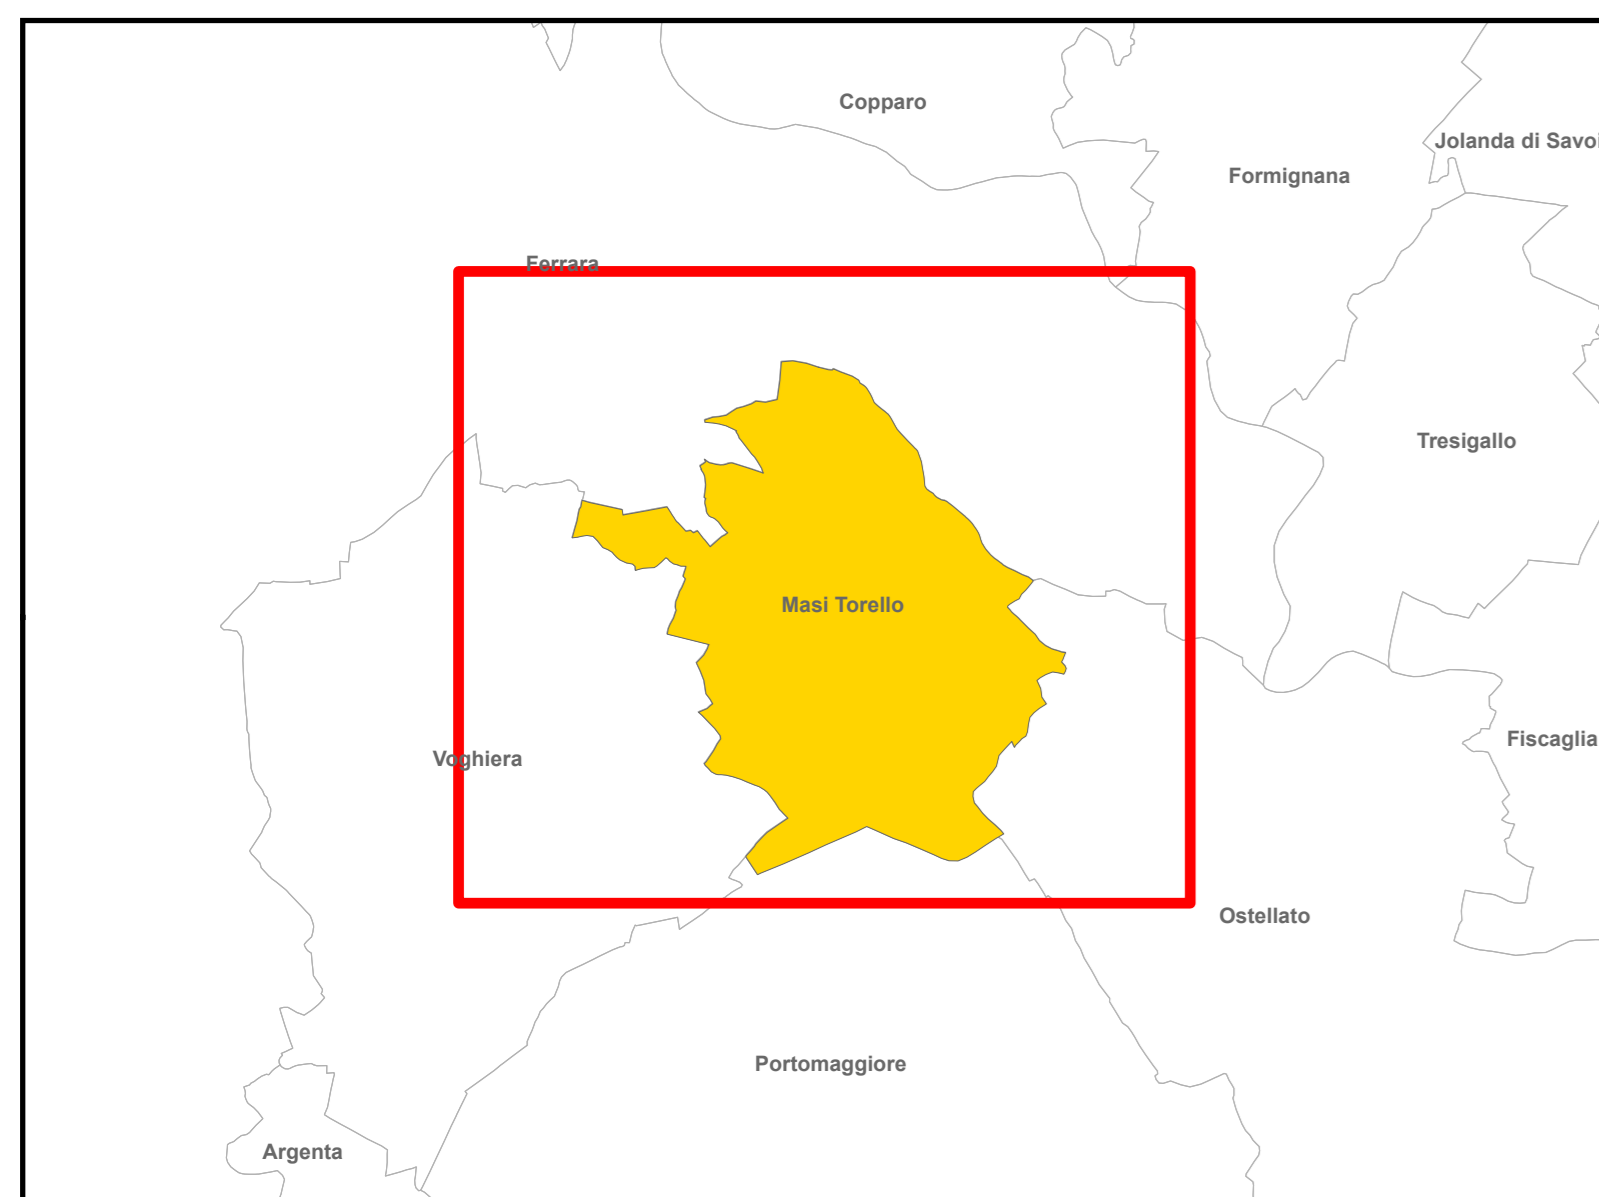 Copparo
Jolanda di Savoi
Formignana
Ferrara
Tresigallo
Masi Torello
Fiscaglia
Voghiera
Ostellato
Portomaggiore
Argenta